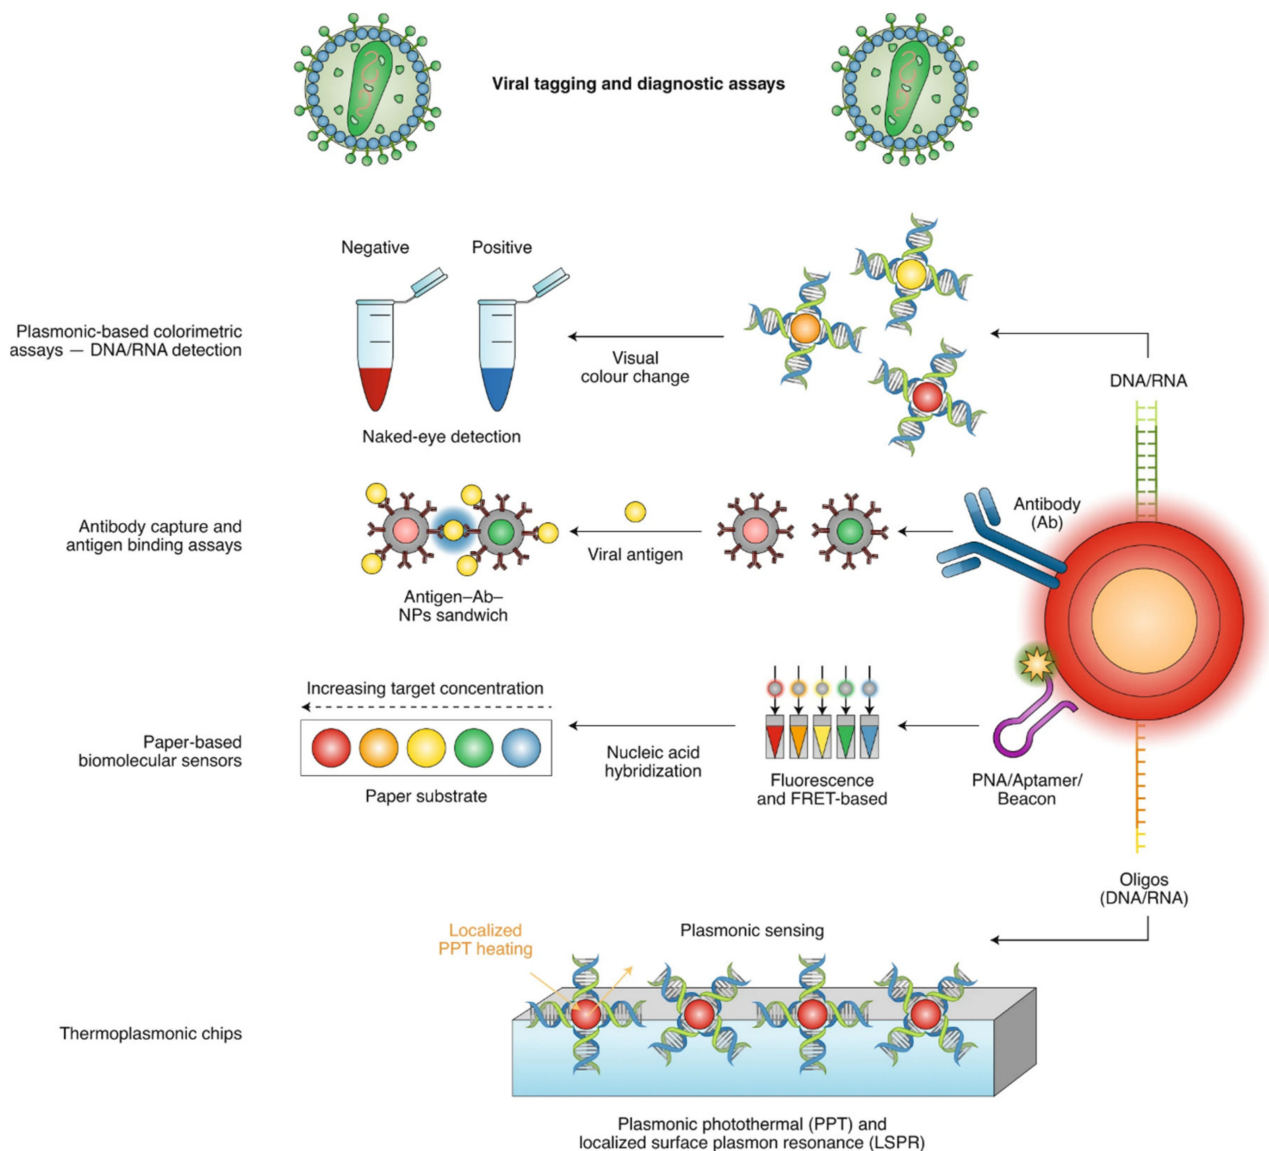 Viral tagging and diagnostic assays
Negative
Positive
Plasmonic-based colorimetric
assays — DNA/RNA detection
Visual
colour change
Naked-eye detection
DNA/RNA
Antibody capture and
antigen binding assays
Viral antigen
Antigen–Ab–
NPs sandwich
Antibody
(Ab)
Paper-based
biomolecular sensors
Increasing target concentration
Paper substrate
Nucleic acid
hybridization
Fluorescence
and FRET-based
PNA/Aptamer/
Beacon
Oligos
(DNA/RNA)
Thermoplasmonic chips
Localized
PPT heating
Plasmonic sensing
Plasmonic photothermal (PPT) and
localized surface plasmon resonance (LSPR)